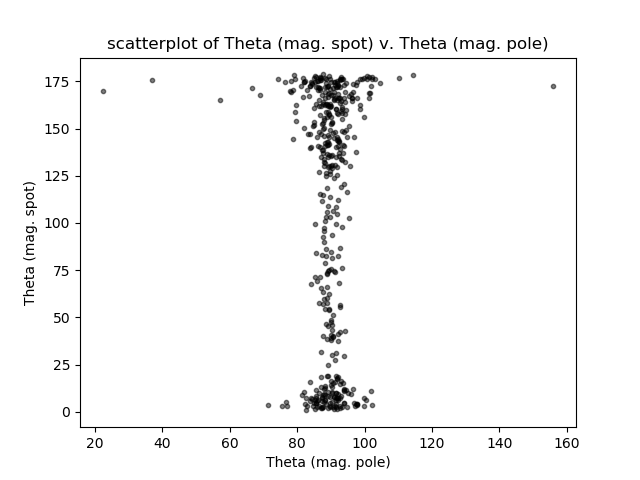 scatterplot of Theta (mag. spot) v. Theta (mag. pole)
175
150
125
100
75
50
25
0
Theta (mag. spot)
20 40 60 80 100 120 140 160
Theta (mag. pole)